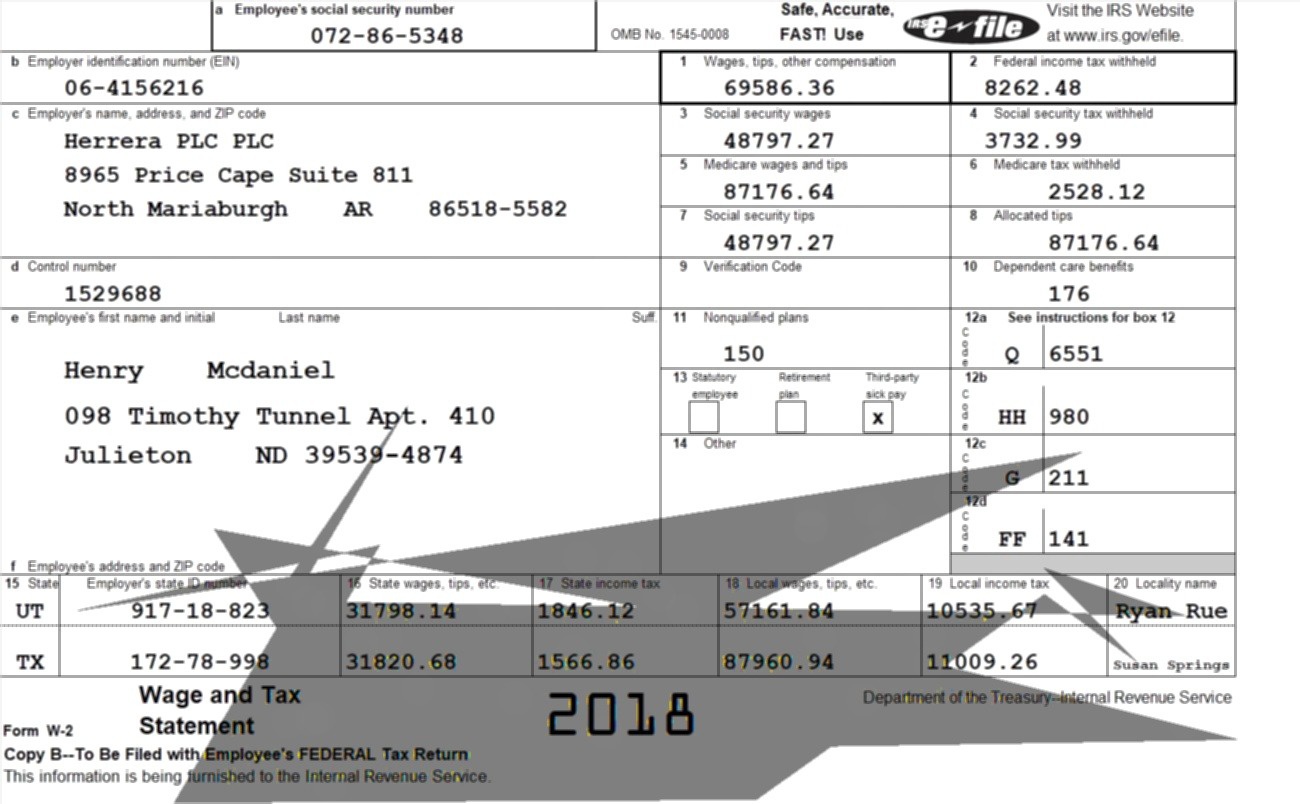 a Employee's social security number
072-86-5348
OMB No. 1545-0008
Safe, Accurate,
FAST! Use
IRS e-file
Visit the IRS Website
at www.irs.gov/efile.
b Employer identification number (EIN)
06-4156216
1 Wages, tips, other compensation
69586.36
2 Federal income tax withheld
8262.48
c Employer's name, address, and ZIP code
Herrera PLC PLC
8965 Price Cape Suite 811
North Mariaburgh AR 86518-5582
3 Social security wages
48797.27
4 Social security tax withheld
3732.99
5 Medicare wages and tips
87176.64
6 Medicare tax withheld
2528.12
7 Social security tips
48797.27
8 Allocated tips
87176.64
d Control number
1529688
9 Verification Code
10 Dependent care benefits
176
e Employee's first name and initial Last name Suff.
Henry Mcdaniel
098 Timothy Tunnel Apt. 410
Julieton ND 39539-4874
11 Nonqualified plans
150
12a See instructions for box 12
Code Q 6551
13 Statutory employee Retirement plan Third-party sick pay
x
12b
Code HH 980
14 Other
12c
Code G 211
12d
Code FF 141
f Employee's address and ZIP code
15 State Employer's state ID number 16 State wages, tips, etc. 17 State income tax 18 Local wages, tips, etc. 19 Local income tax 20 Locality name
UT 917-18-823 31798.14 1846.12 57161.84 10535.67 Ryan Rue
TX 172-78-998 31820.68 1566.86 87960.94 11009.26 Susan Springs
Form W-2
Wage and Tax
Statement
2018
Department of the Treasury--Internal Revenue Service
Copy B--To Be Filed with Employee's FEDERAL Tax Return
This information is being furnished to the Internal Revenue Service.